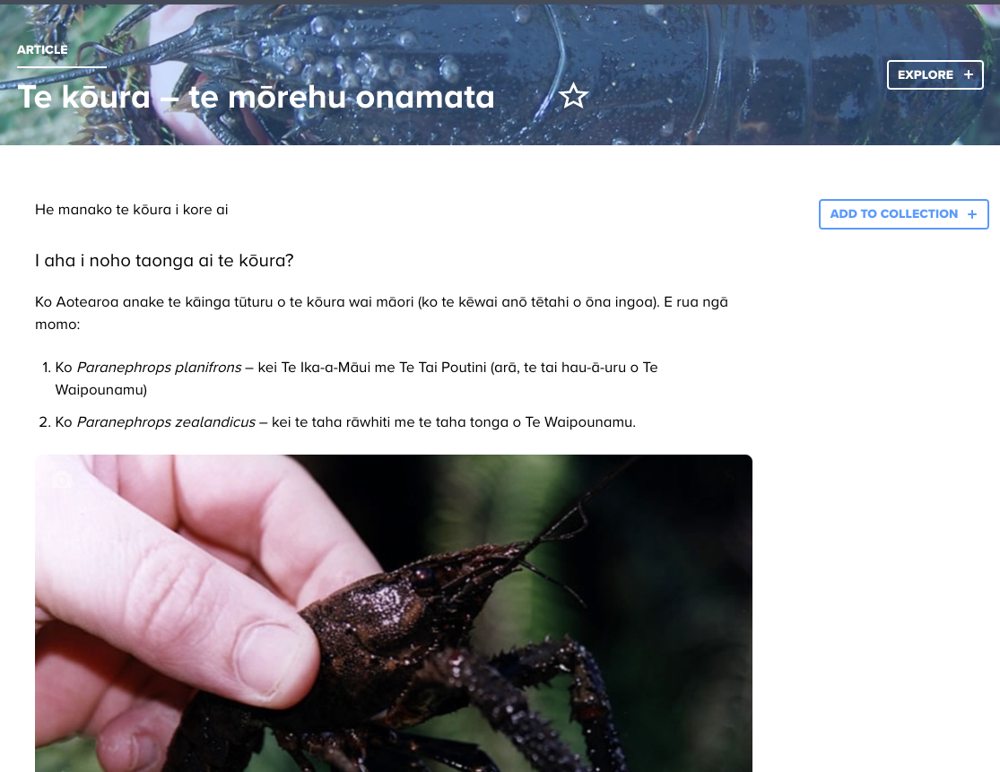 ARTICLE
Te kōura – te mōrehu onamata
EXPLORE +
He manako te kōura i kore ai
ADD TO COLLECTION +
I aha i noho taonga ai te kōura?
Ko Aotearoa anake te kāinga tūturu o te kōura wai māori (ko te kēwai anō tētahi o ōna ingoa). E rua ngā
momo:
1. Ko Paranephrops planifrons – kei Te Ika-a-Māui me Te Tai Poutini (arā, te tai hau-ā-uru o Te
Waipounamu)
2. Ko Paranephrops zealandicus – kei te taha rāwhiti me te taha tonga o Te Waipounamu.